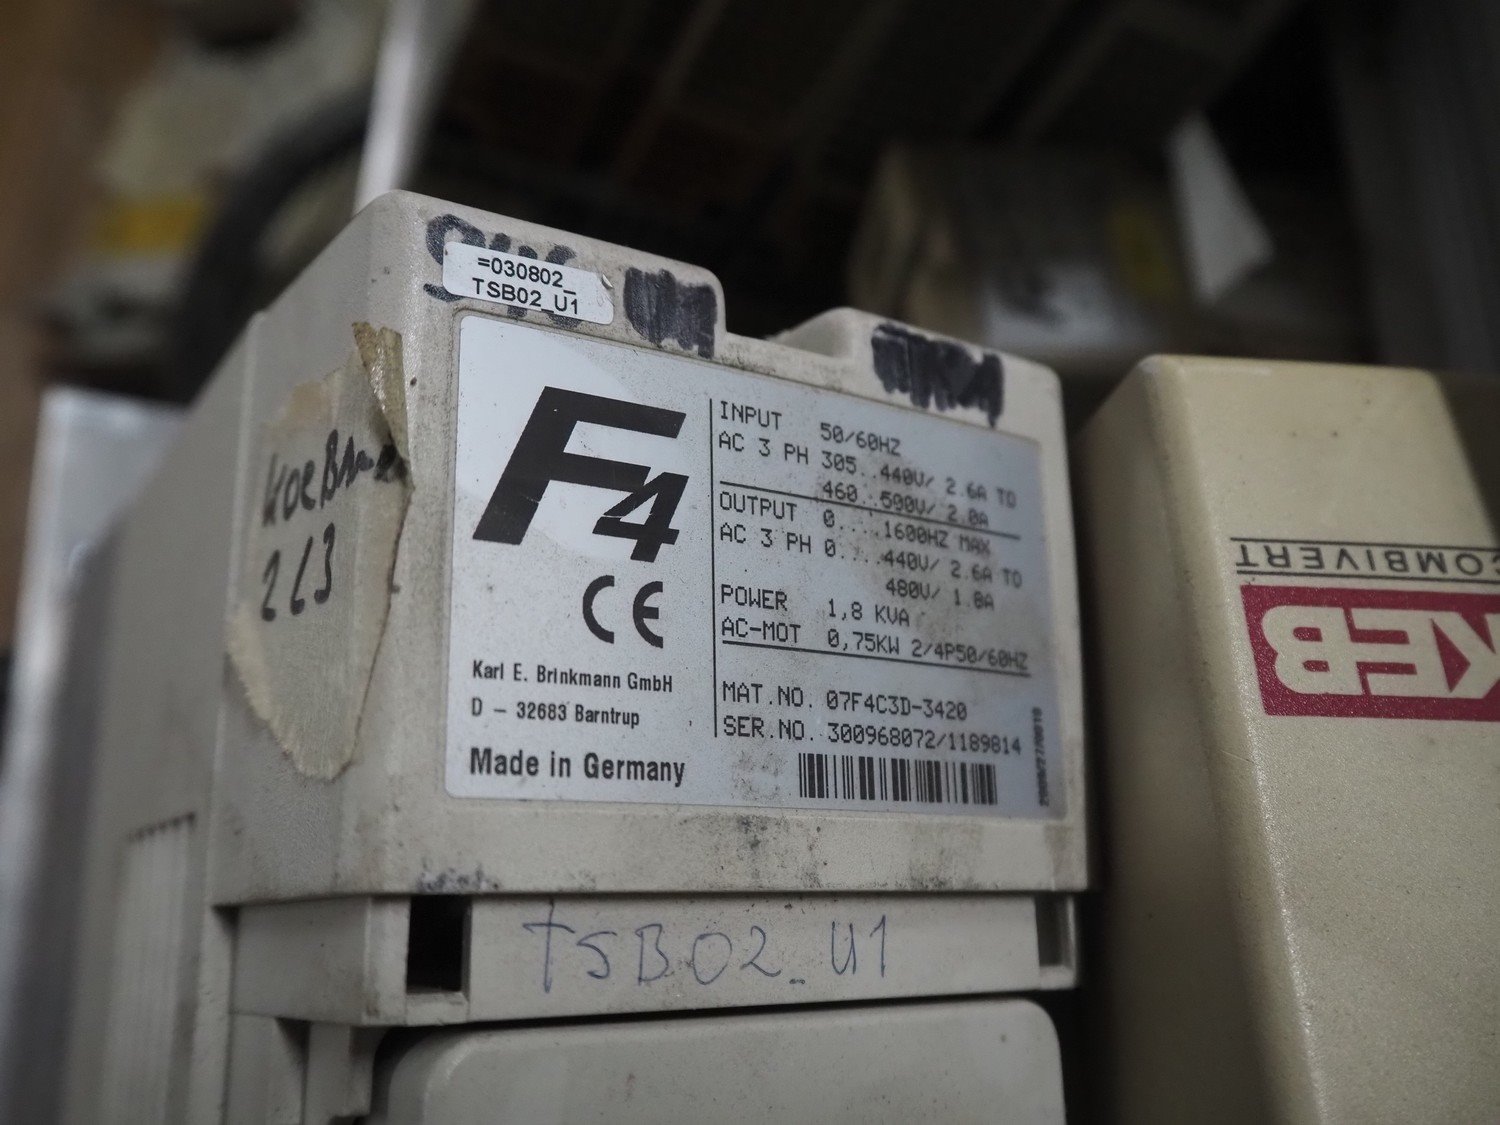 =030802_
TSB02_U1
F4
CE
Karl E. Brinkmann GmbH
D – 32683 Barntrup
Made in Germany
INPUT 50/60HZ
AC 3 PH 305..440V/ 2.6A TO
460..500V/ 2.0A
OUTPUT 0....1600HZ MAX
AC 3 PH 0....440V/ 2.6A TO
480V/ 1.8A
POWER 1,8 KVA
AC-MOT 0,75KW 2/4P50/60HZ
MAT.NO. 07F4C3D-3420
SER.NO. 300968072/1189814
TSB02_U1
COMBIVERT
KEB